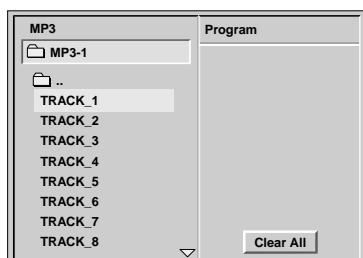 MP3
MP3-1
..
TRACK_1
TRACK_2
TRACK_3
TRACK_4
TRACK_5
TRACK_6
TRACK_7
TRACK_8
Program
Clear All